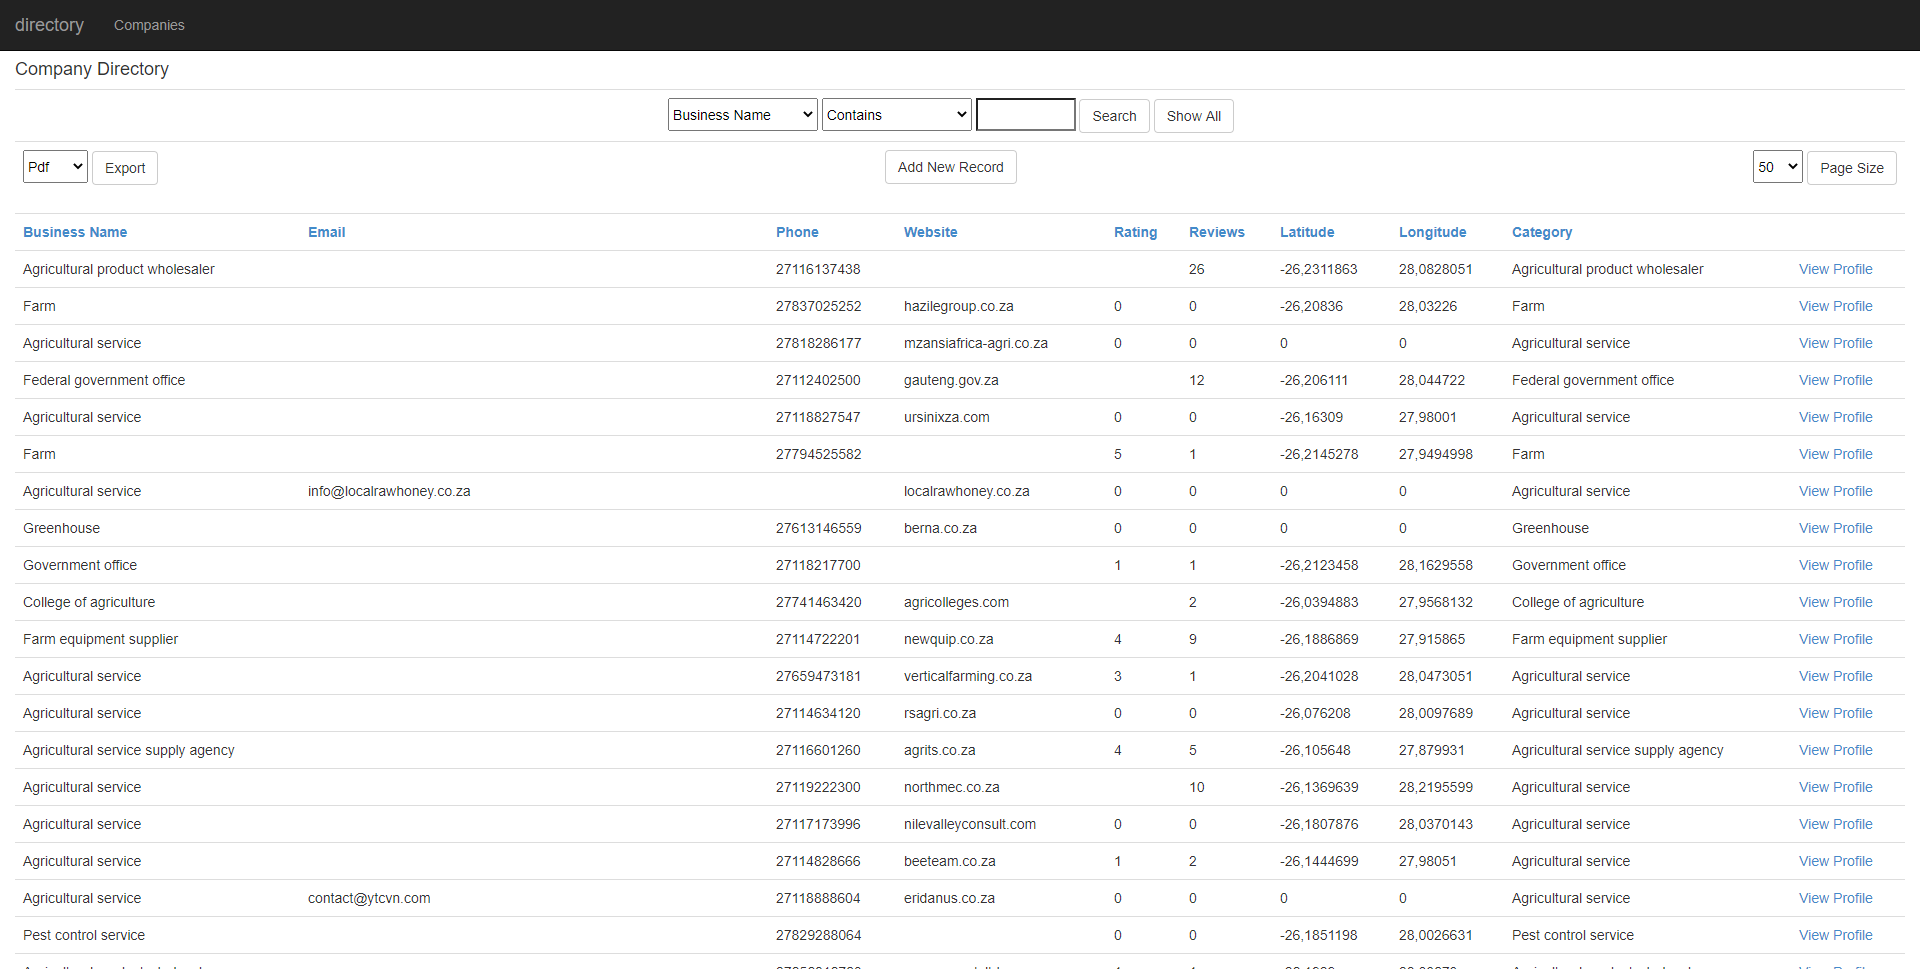 directory Companies
Company Directory
Business Name Contains Search Show All
Pdf Export Add New Record 50 Page Size
Business Name Email Phone Website Rating Reviews Latitude Longitude Category
Agricultural product wholesaler 27116137438 26 -26,2311863 28,0828051 Agricultural product wholesaler View Profile
Farm 27837025252 hazilegroup.co.za 0 0 -26,20836 28,03226 Farm View Profile
Agricultural service 27818286177 mzansiafrica-agri.co.za 0 0 0 0 Agricultural service View Profile
Federal government office 27112402500 gauteng.gov.za 12 -26,206111 28,044722 Federal government office View Profile
Agricultural service 27118827547 ursinixza.com 0 0 -26,16309 27,98001 Agricultural service View Profile
Farm 27794525582 5 1 -26,2145278 27,9494998 Farm View Profile
Agricultural service info@localrawhoney.co.za localrawhoney.co.za 0 0 0 0 Agricultural service View Profile
Greenhouse 27613146559 berna.co.za 0 0 0 0 Greenhouse View Profile
Government office 27118217700 1 1 -26,2123458 28,1629558 Government office View Profile
College of agriculture 27741463420 agricolleges.com 2 -26,0394883 27,9568132 College of agriculture View Profile
Farm equipment supplier 27114722201 newquip.co.za 4 9 -26,1886869 27,915865 Farm equipment supplier View Profile
Agricultural service 27659473181 verticalfarming.co.za 3 1 -26,2041028 28,0473051 Agricultural service View Profile
Agricultural service 27114634120 rsagri.co.za 0 0 -26,076208 28,0097689 Agricultural service View Profile
Agricultural service supply agency 27116601260 agrits.co.za 4 5 -26,105648 27,879931 Agricultural service supply agency View Profile
Agricultural service 27119222300 northmec.co.za 10 -26,1369639 28,2195599 Agricultural service View Profile
Agricultural service 27117173996 nilevalleyconsult.com 0 0 -26,1807876 28,0370143 Agricultural service View Profile
Agricultural service 27114828666 beeteam.co.za 1 2 -26,1444699 27,98051 Agricultural service View Profile
Agricultural service contact@ytcvn.com 27118888604 eridanus.co.za 0 0 0 0 Agricultural service View Profile
Pest control service 27829288064 0 0 -26,1851198 28,0026631 Pest control service View Profile